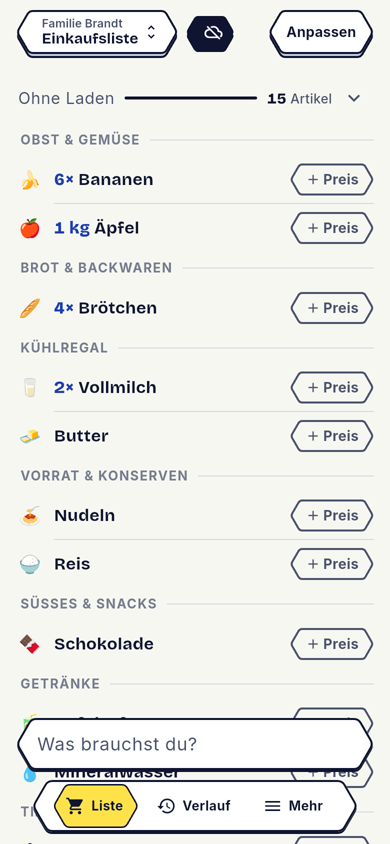 Familie Brandt
Einkaufsliste
Anpassen
Ohne Laden 15 Artikel
OBST & GEMÜSE
6× Bananen + Preis
1 kg Äpfel + Preis
BROT & BACKWAREN
4× Brötchen + Preis
KÜHLREGAL
2× Vollmilch + Preis
Butter + Preis
VORRAT & KONSERVEN
Nudeln + Preis
Reis + Preis
SÜSSES & SNACKS
Schokolade + Preis
GETRÄNKE
Was brauchst du?
Mineralwasser
Liste Verlauf Mehr